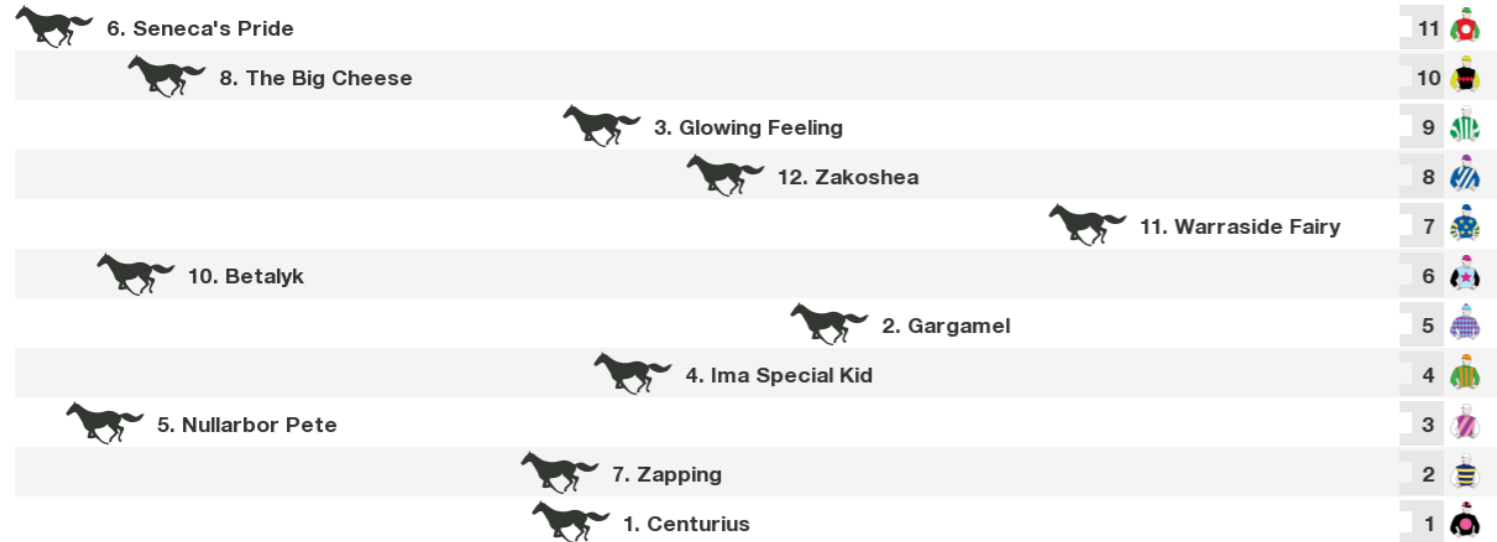 6. Seneca's Pride 11
8. The Big Cheese 10
3. Glowing Feeling 9
12. Zakoshea 8
11. Warraside Fairy 7
10. Betalyk 6
2. Gargamel 5
4. Ima Special Kid 4
5. Nullarbor Pete 3
7. Zapping 2
1. Centurius 1